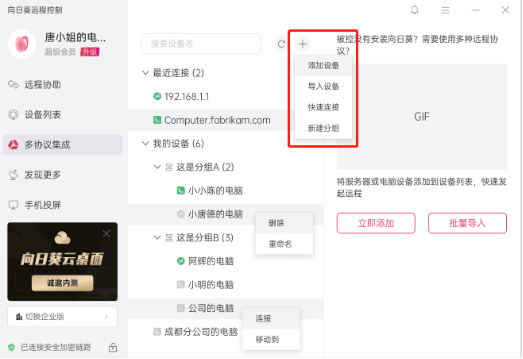 向日葵远程控制
唐小姐的电...
超级会员 升级
远程协助
设备列表
多协议集成
发现更多
手机投屏
向日葵云桌面
诚邀内测
切换企业版
已连接安全加密链路
搜索设备名
最近连接 (2)
192.168.1.1
Computer.fabrikam.com
我的设备 (6)
这是分组A (2)
小小陈的电脑
小唐德的电脑
这是分组B (3)
阿辉的电脑
小明的电脑
公司的电脑
成都分公司的电脑
添加设备
导入设备
快速连接
新建分组
删除
重命名
连接
移动到
被控没有安装向日葵？需要使用多种远程协
议？
GIF
将服务器或电脑设备添加到设备列表，快速发
起远程
立即添加
批量导入